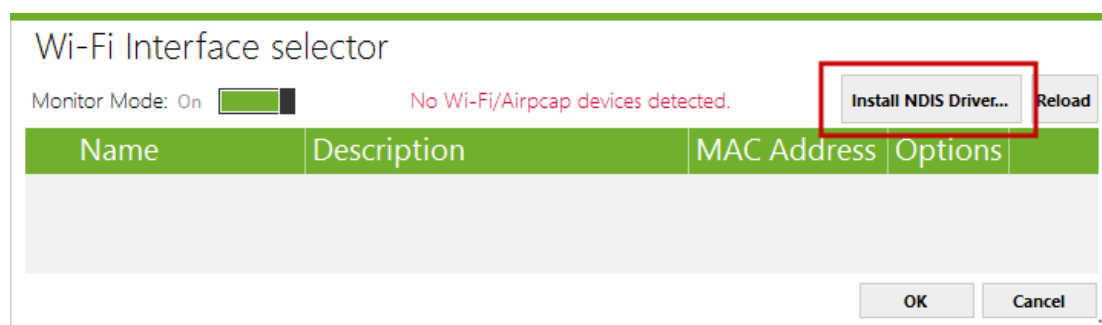 Wi-Fi Interface selector
Monitor Mode: On No Wi-Fi/Airpcap devices detected. Install NDIS Driver... Reload
Name Description MAC Address Options
OK Cancel